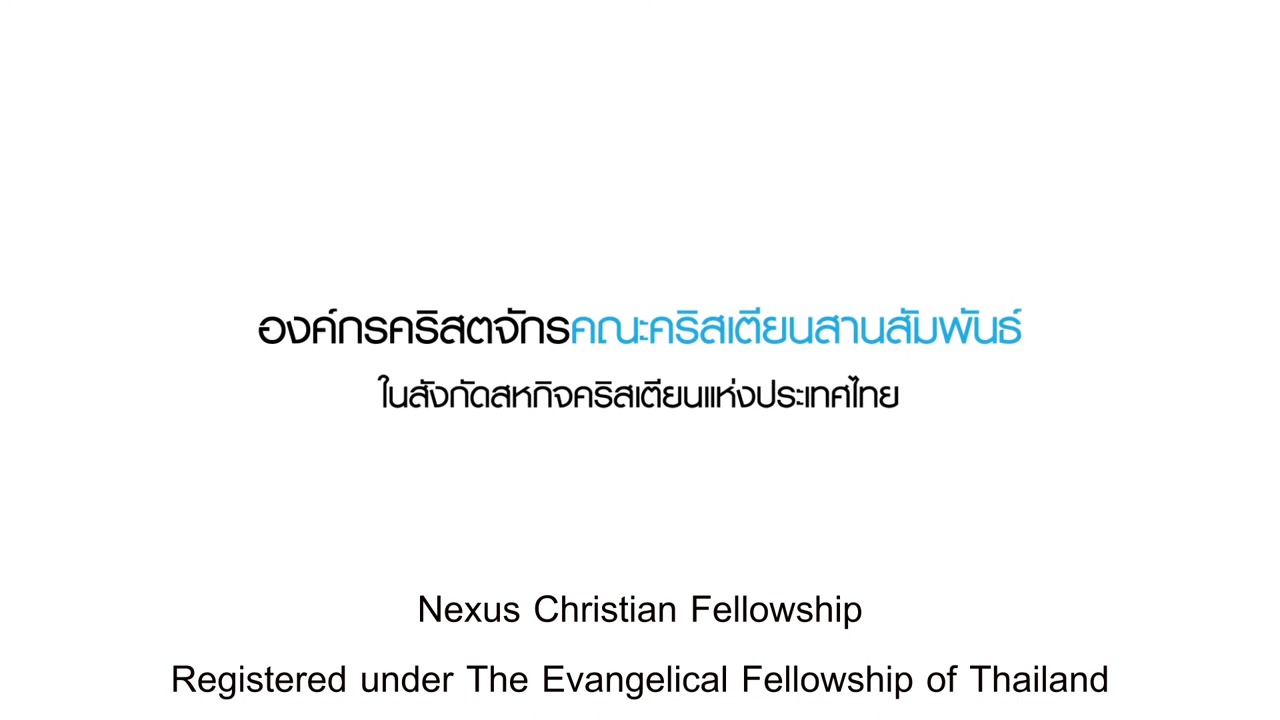 องค์กรคริสตจักรคณะคริสเตียนสานสัมพันธ์
ในสังกัดสหกิจคริสเตียนแห่งประเทศไทย
Nexus Christian Fellowship
Registered under The Evangelical Fellowship of Thailand